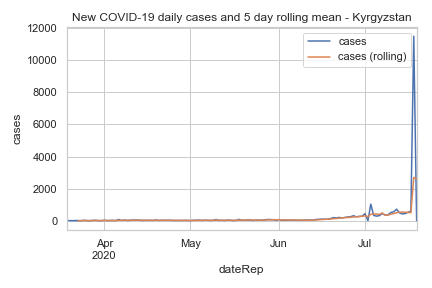 New COVID-19 daily cases and 5 day rolling mean - Kyrgyzstan
12000
10000
8000
6000
4000
2000
0
cases
cases
cases (rolling)
Apr
2020
May
Jun
Jul
dateRep